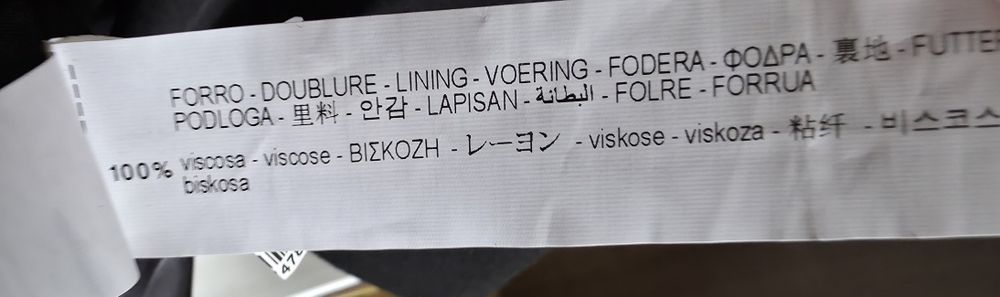 FORRO - DOUBLURE - LINING - VOERING - FODERA - ΦΟΔΡΑ - 裏地 - FUTTER
PODLOGA - 里料 - 안감 - LAPISAN - البطانة - FOLRE - FORRUA
100% viscosa - viscose - ΒΙΣΚΟΖΗ - レーヨン - viskose - viskoza - 粘纤 - 비스코스
biskosa